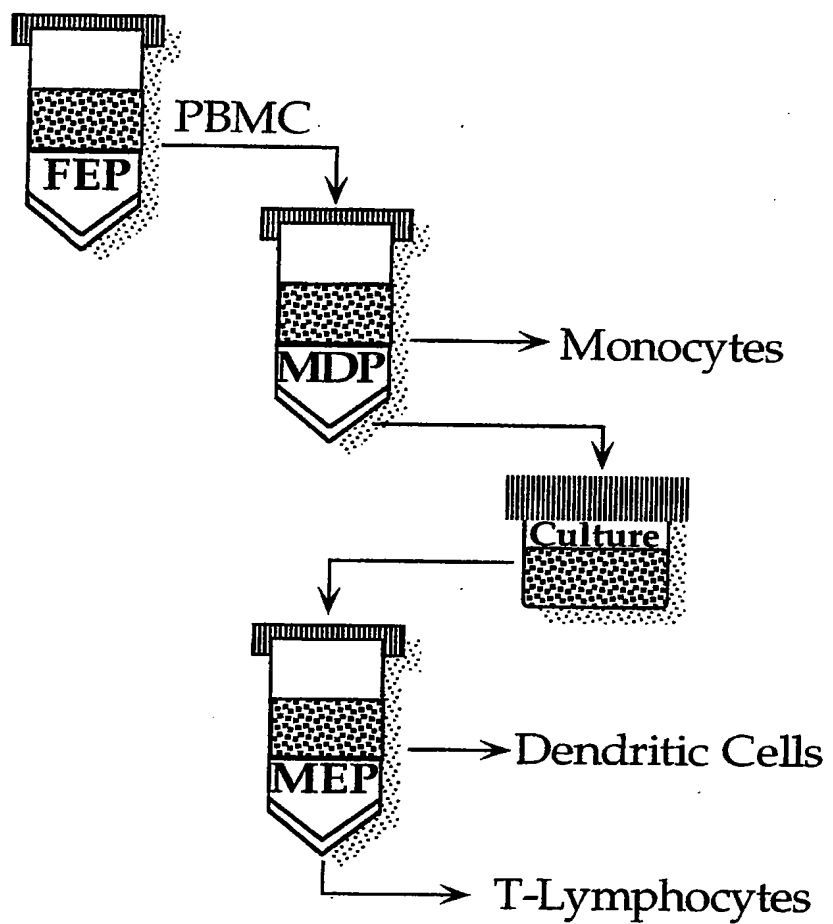 PBMC
FEP
MDP
Monocytes
Culture
MEP
Dendritic Cells
T-Lymphocytes